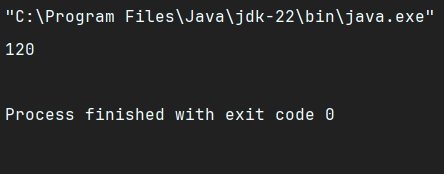 "C:\Program Files\Java\jdk-22\bin\java.exe"
120
Process finished with exit code 0